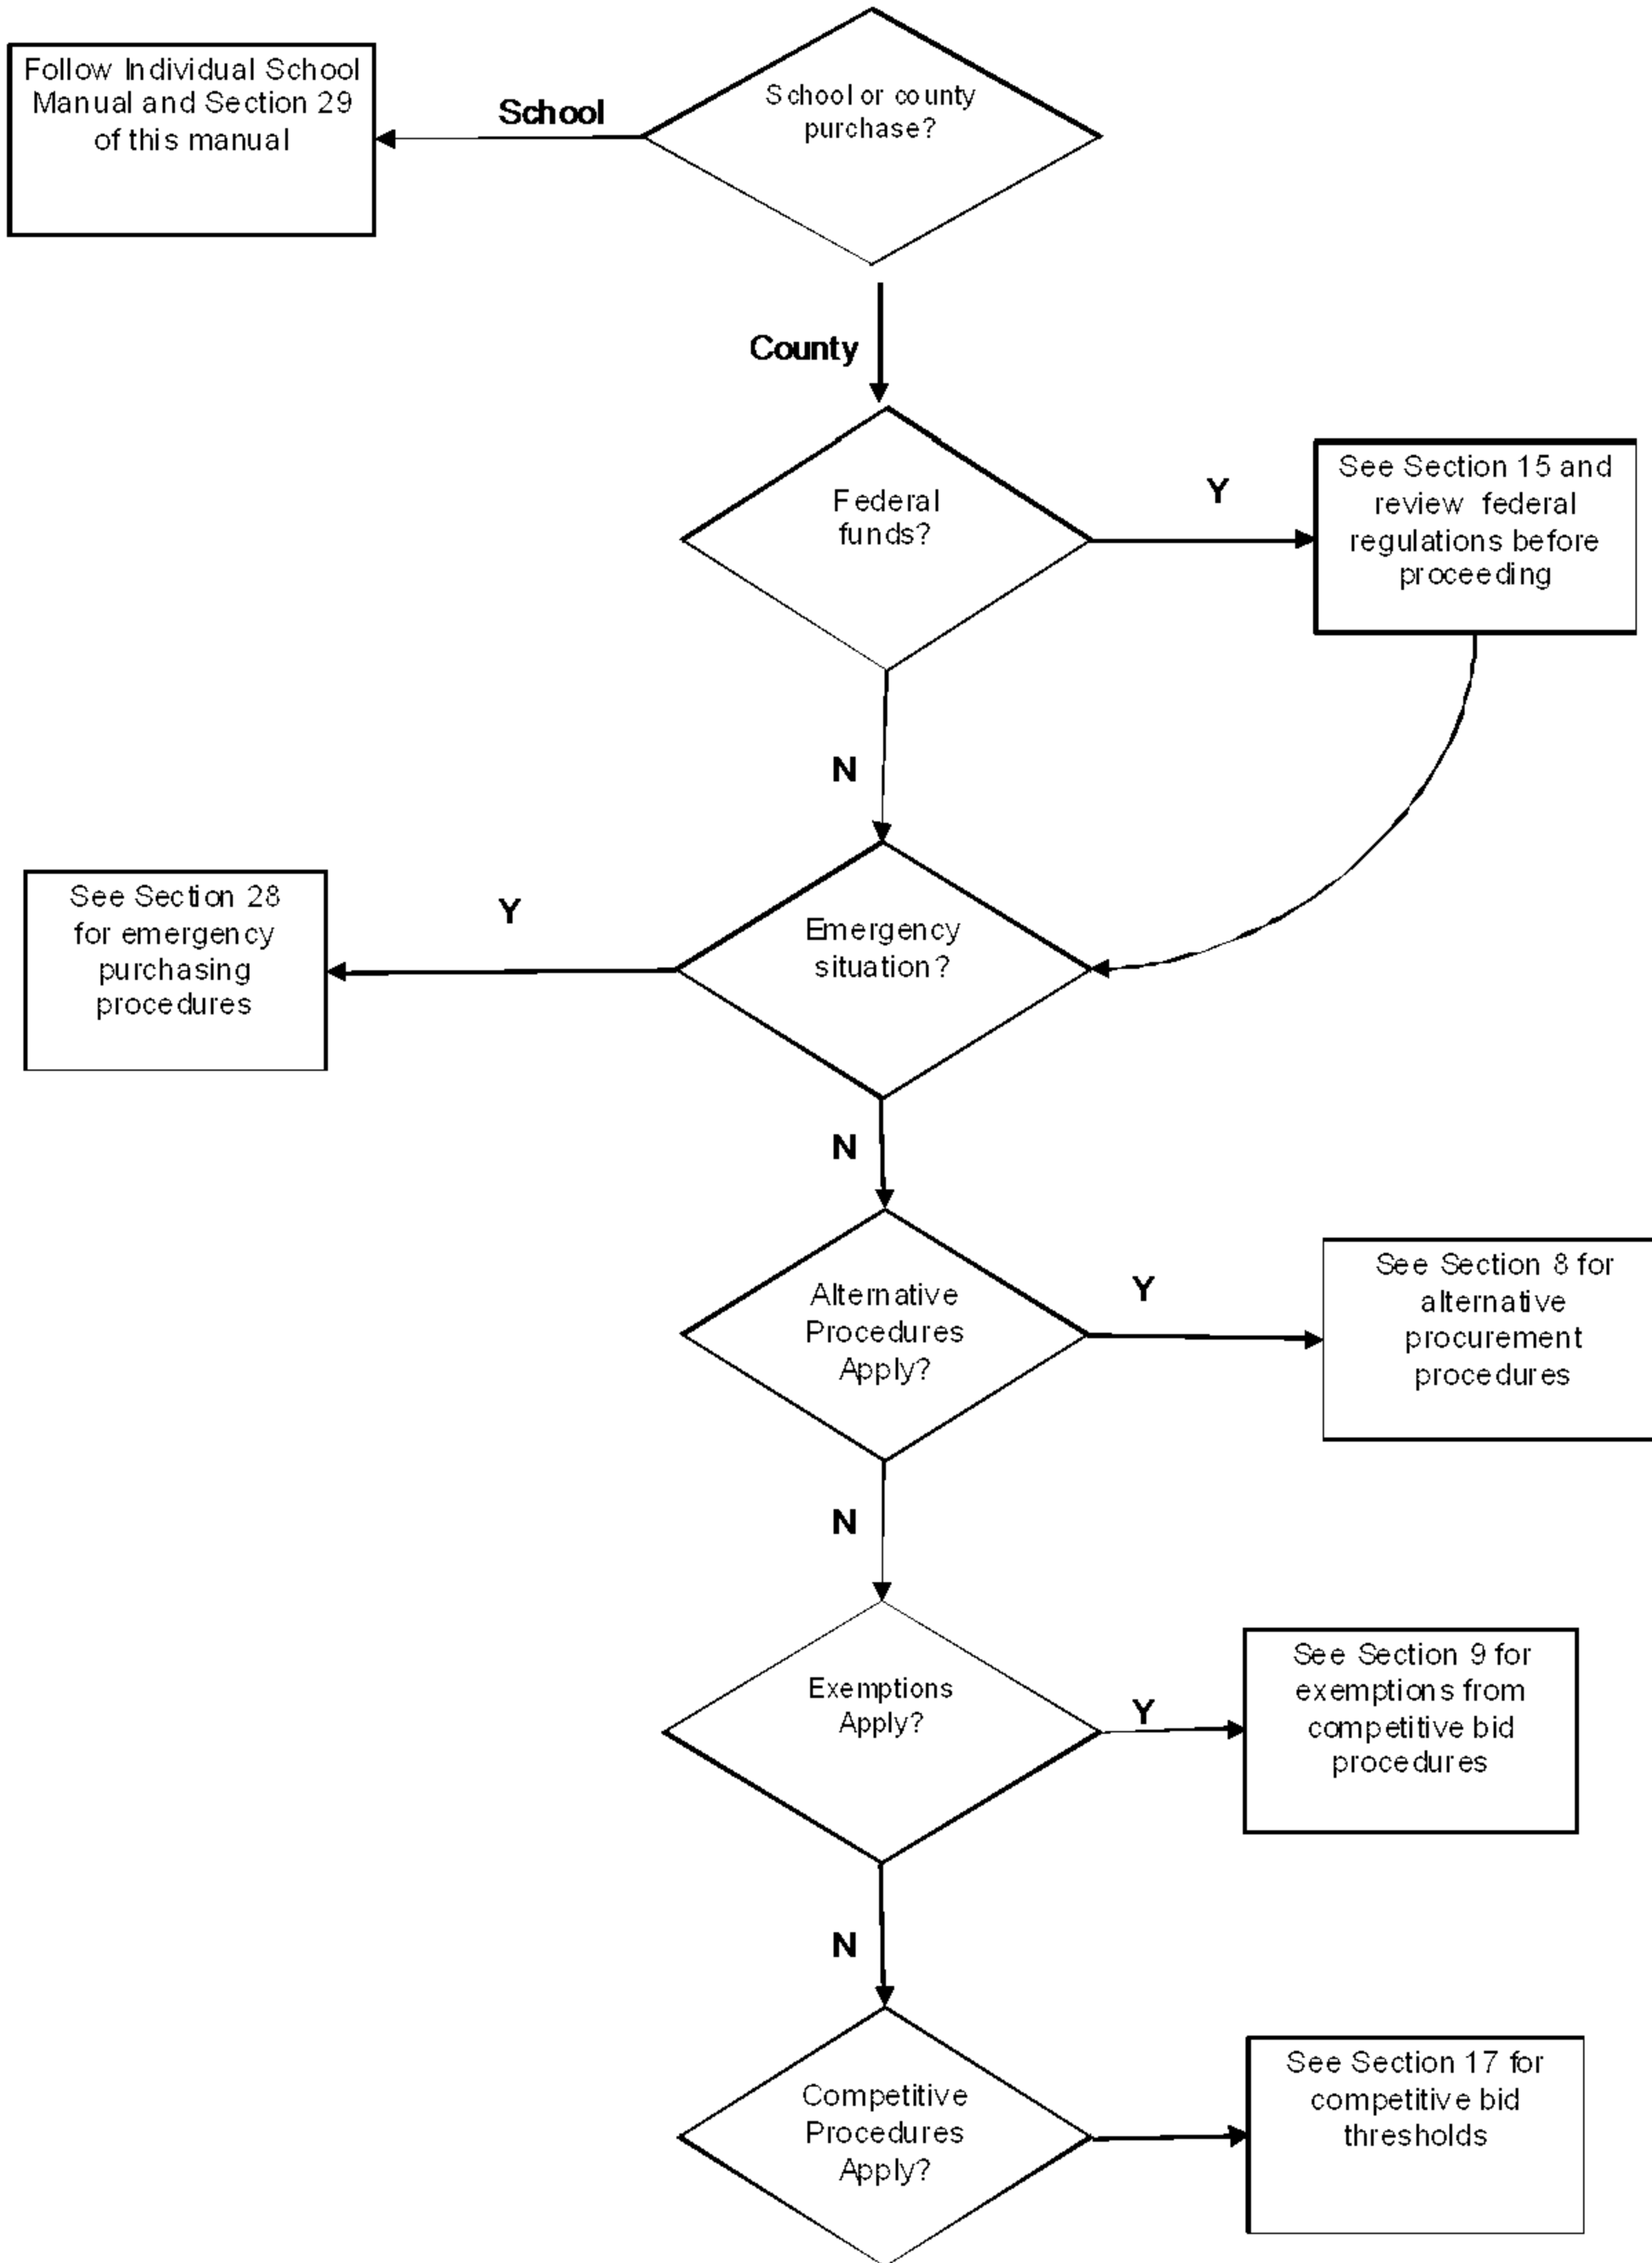 Follow Individual School
Manual and Section 29
of this manual
School
School or county
purchase?
County
Federal
funds?
Y
See Section 15 and
review federal
regulations before
proceeding
N
See Section 28
for emergency
purchasing
procedures
Y
Emergency
situation?
N
Alternative
Procedures
Apply?
Y
See Section 8 for
alternative
procurement
procedures
N
Exemptions
Apply?
Y
See Section 9 for
exemptions from
competitive bid
procedures
N
Competitive
Procedures
Apply?
See Section 17 for
competitive bid
thresholds